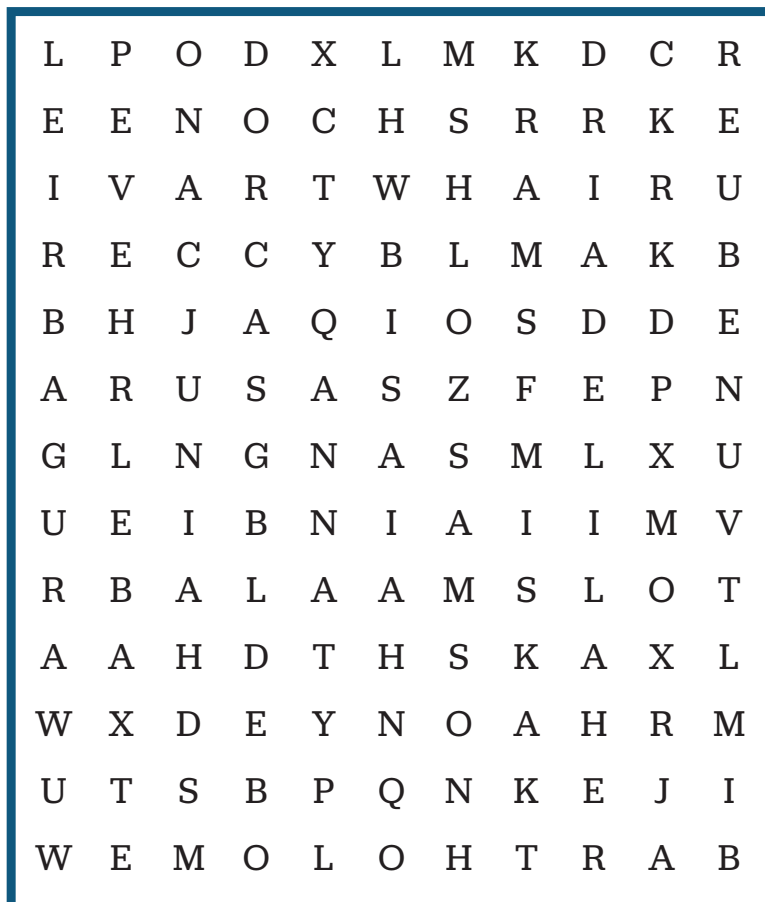 L P O D X L M K D C R
E E N O C H S R R K E
I V A R T W H A I R U
R E C C Y B L M A K B
B H J A Q I O S D D E
A R U S A S Z F E P N
G L N G N A S M L X U
U E I B N I A I I M V
R B A L A A M S L O T
A A H D T H S K A X L
W X D E Y N O A H R M
U T S B P Q N K E J I
W E M O L O H T R A B